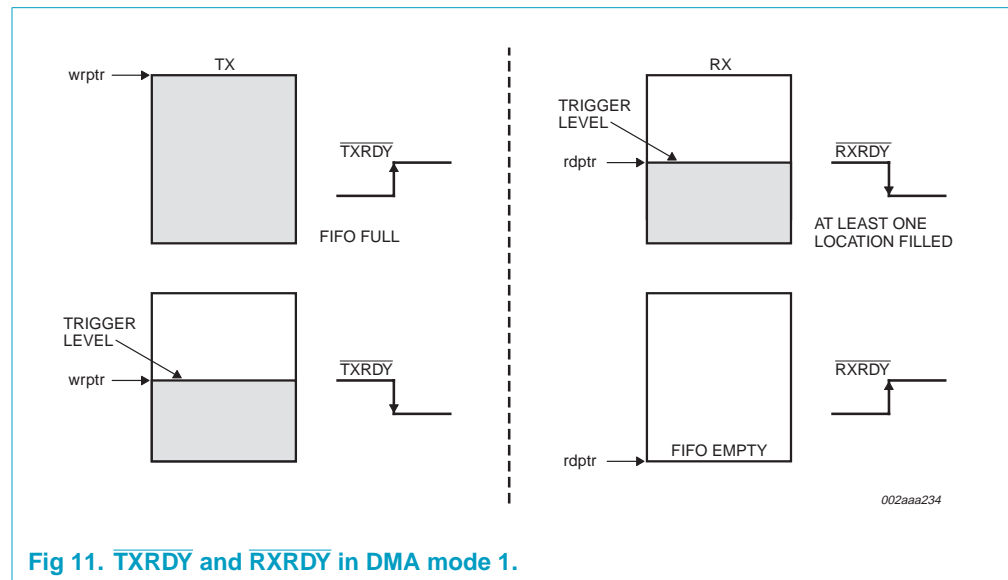 TX
wrptr
TXRDY
FIFO FULL
TRIGGER
LEVEL
wrptr
TXRDY
RX
TRIGGER
LEVEL
rdptr
RXRDY
AT LEAST ONE
LOCATION FILLED
RXRDY
FIFO EMPTY
rdptr
002aaa234
Fig 11. TXRDY and RXRDY in DMA mode 1.